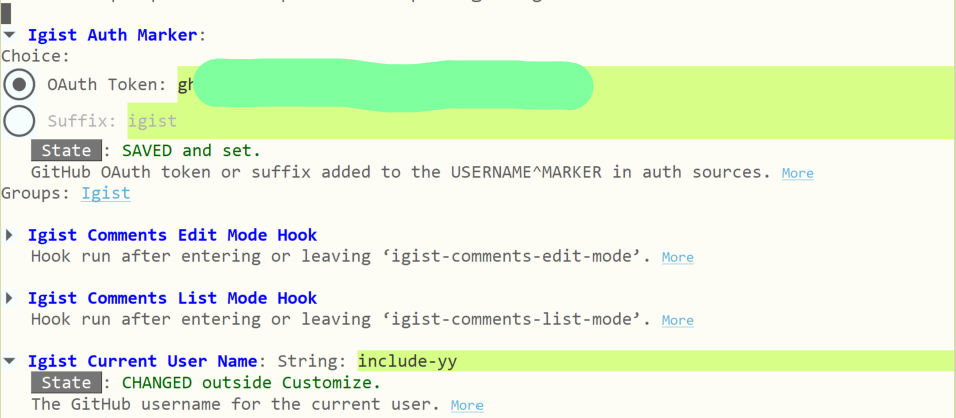 Igist Auth Marker:
Choice:
OAuth Token: gh
Suffix: igist
State : SAVED and set.
GitHub OAuth token or suffix added to the USERNAME^MARKER in auth sources. More
Groups: Igist
Igist Comments Edit Mode Hook
Hook run after entering or leaving ‘igist-comments-edit-mode’. More
Igist Comments List Mode Hook
Hook run after entering or leaving ‘igist-comments-list-mode’. More
Igist Current User Name: String: include-yy
State : CHANGED outside Customize.
The GitHub username for the current user. More